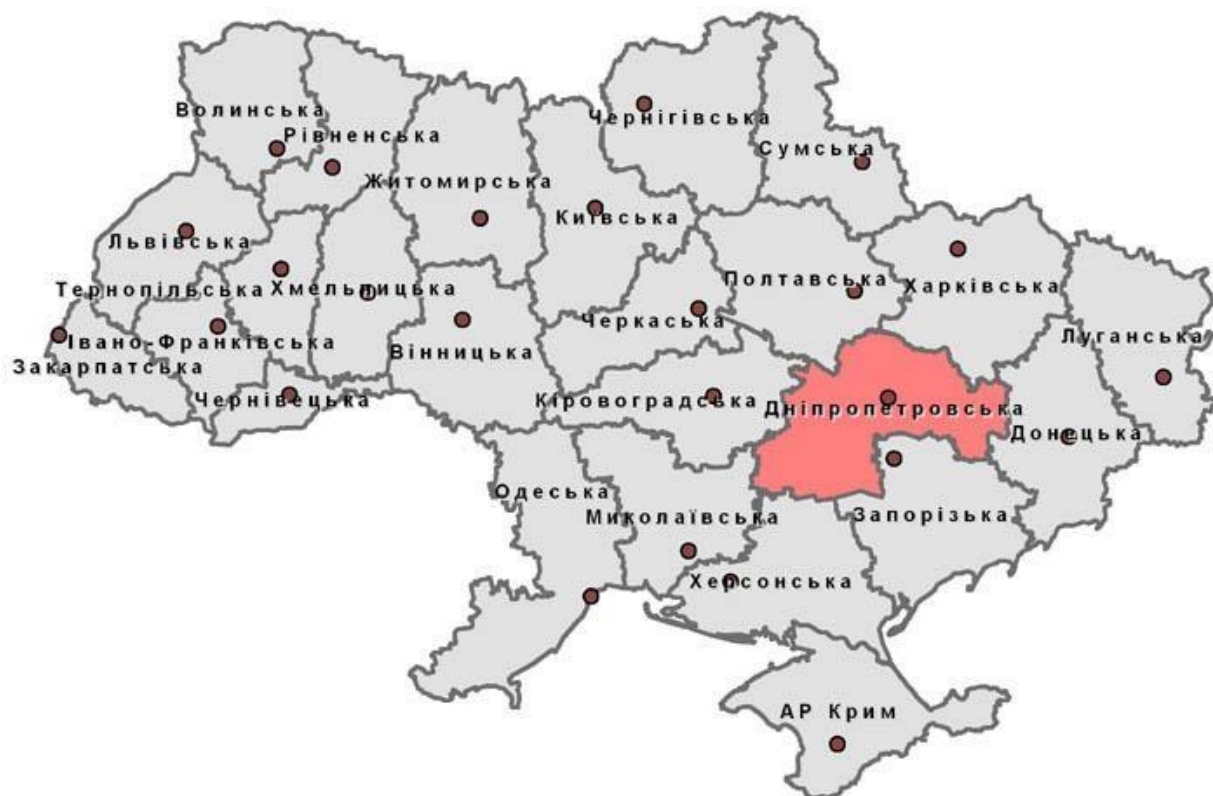 Волинська
Рівненська
Чернігівська
Сумська
Житомирська
Київська
Львівська
Тернопільська
Хмельницька
Полтавська
Харківська
Черкаська
Луганська
Івано-Франківська
Вінницька
Закарпатська
Чернівецька
Кіровоградська
Дніпропетровська
Донецька
Одеська
Миколаївська
Запорізька
Херсонська
АР Крим